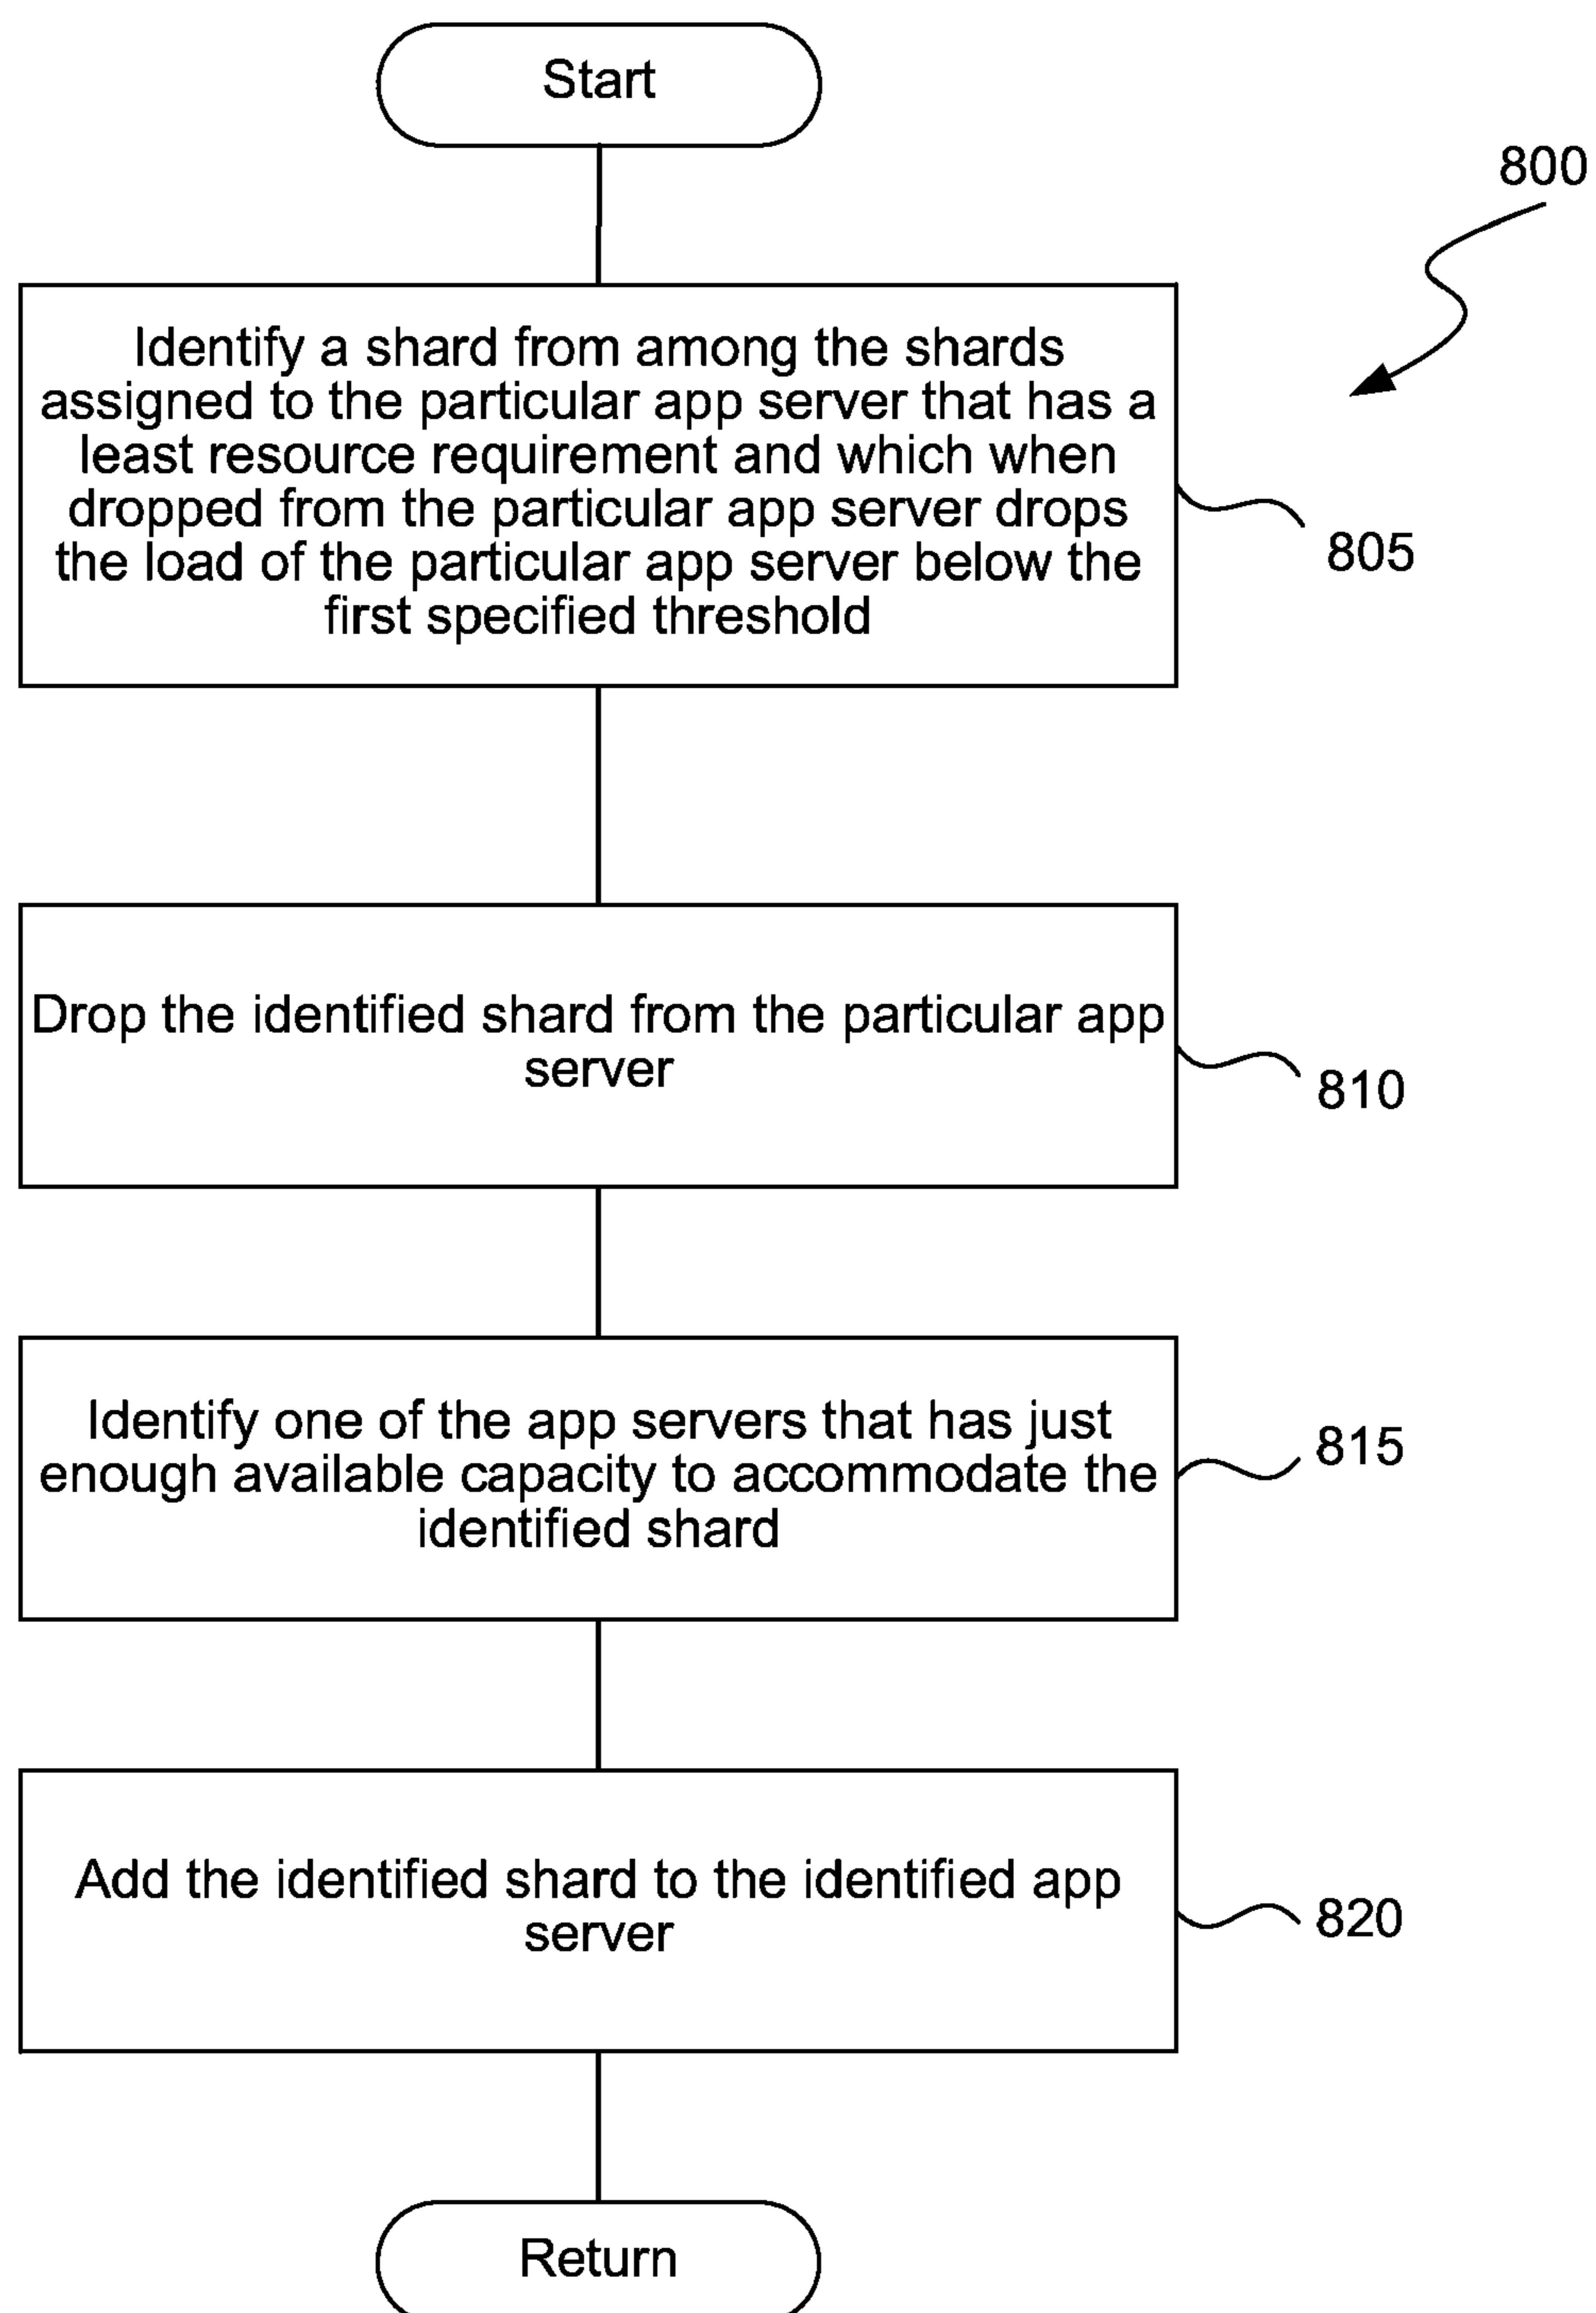 Start
800
Identify a shard from among the shards
assigned to the particular app server that has a
least resource requirement and which when
dropped from the particular app server drops
the load of the particular app server below the
first specified threshold
805
Drop the identified shard from the particular app
server
810
Identify one of the app servers that has just
enough available capacity to accommodate the
identified shard
815
Add the identified shard to the identified app
server
820
Return